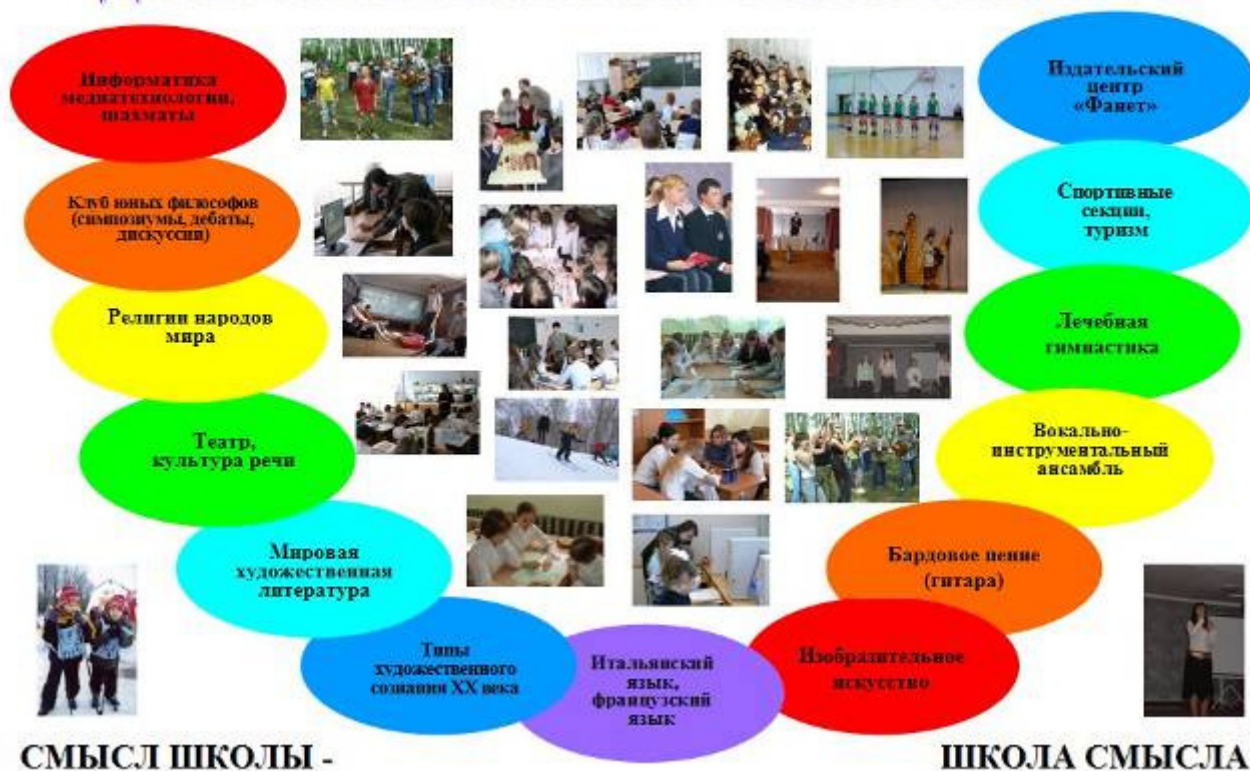 Информатика
медиатехнологии,
шахматы
Клуб юных философов
(симпозиумы, дебаты,
дискуссии)
Религии народов
мира
Театр,
культура речи
Мировая
художественная
литература
Типы
художественного
сознания XX века
Итальянский
язык,
французский
язык
Изобразительное
искусство
Бардовое пение
(гитара)
Вокально-
инструментальный
ансамбль
Лечебная
гимнастика
Спортивные
секции,
туризм
Издательский
центр
«Фанет»
СМЫСЛ ШКОЛЫ -
ШКОЛА СМЫСЛА